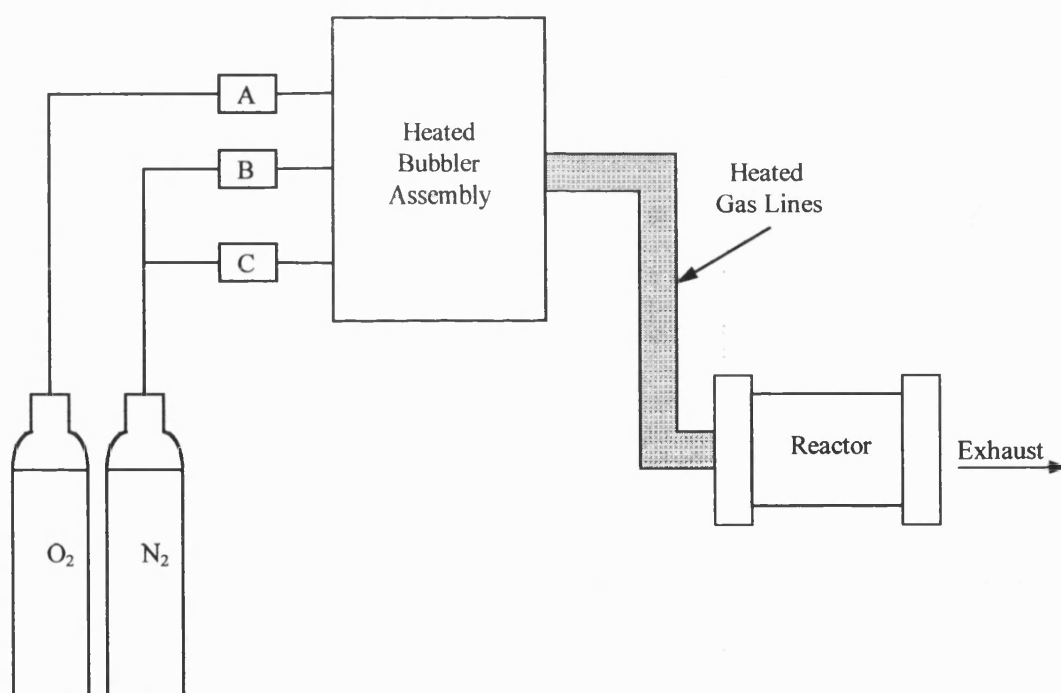 A
B
C
Heated
Bubbler
Assembly
Heated
Gas Lines
Reactor
Exhaust
O₂
N₂